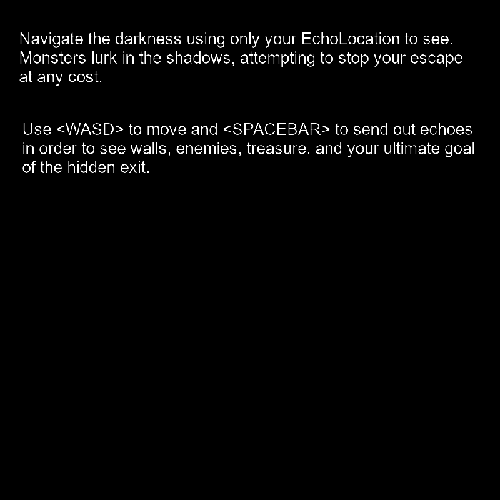 Navigate the darkness using only your EchoLocation to see.
Monsters lurk in the shadows, attempting to stop your escape
at any cost.
Use <WASD> to move and <SPACEBAR> to send out echoes
in order to see walls, enemies, treasure, and your ultimate goal
of the hidden exit.